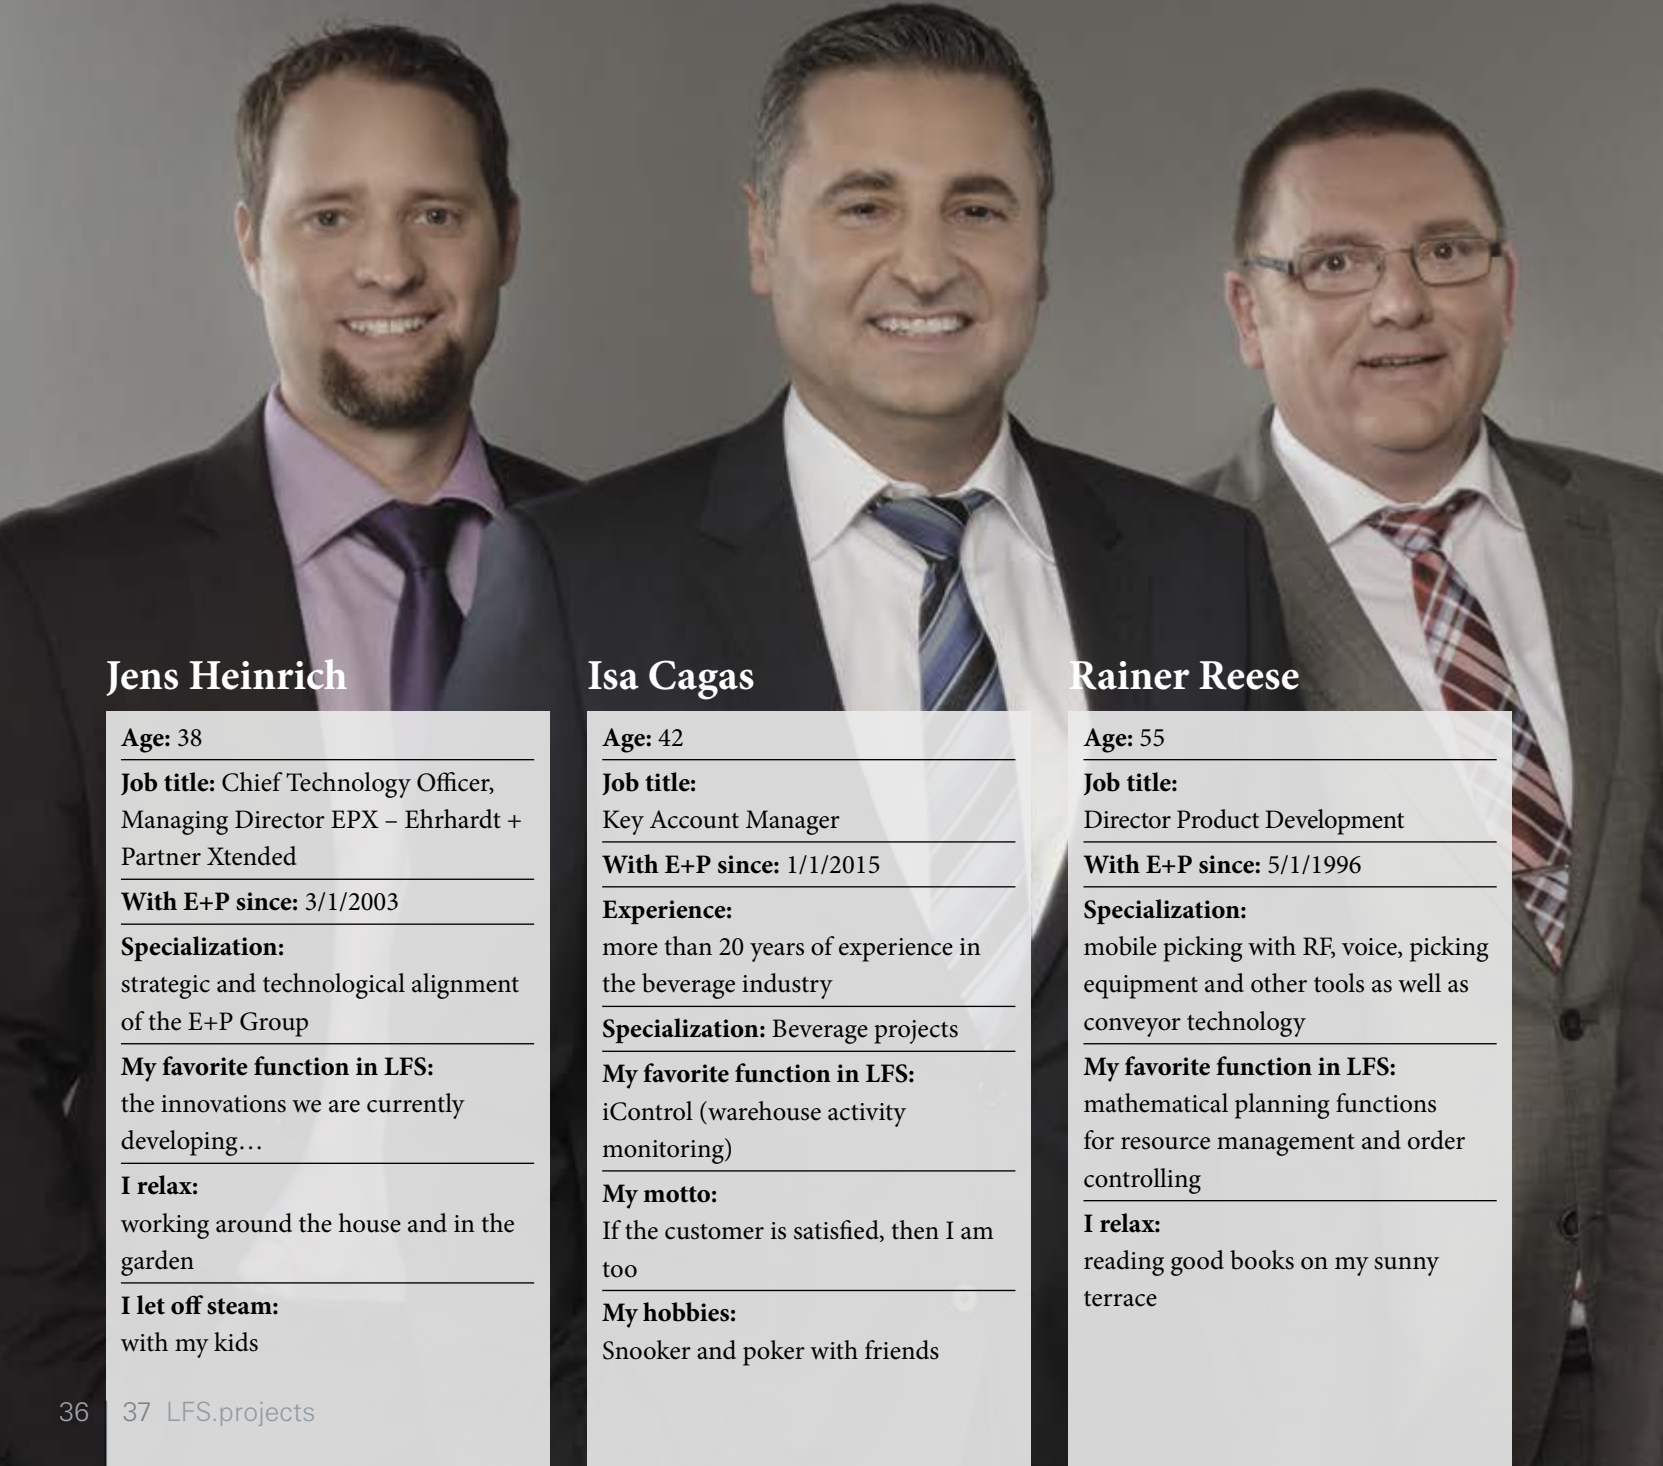 Jens Heinrich
Age: 38
Job title: Chief Technology Officer,
Managing Director EPX – Ehrhardt +
Partner Xtended
With E+P since: 3/1/2003
Specialization:
strategic and technological alignment
of the E+P Group
My favorite function in LFS:
the innovations we are currently
developing…
I relax:
working around the house and in the
garden
I let off steam:
with my kids
Isa Cagas
Age: 42
Job title:
Key Account Manager
With E+P since: 1/1/2015
Experience:
more than 20 years of experience in
the beverage industry
Specialization: Beverage projects
My favorite function in LFS:
iControl (warehouse activity
monitoring)
My motto:
If the customer is satisfied, then I am
too
My hobbies:
Snooker and poker with friends
Rainer Reese
Age: 55
Job title:
Director Product Development
With E+P since: 5/1/1996
Specialization:
mobile picking with RF, voice, picking
equipment and other tools as well as
conveyor technology
My favorite function in LFS:
mathematical planning functions
for resource management and order
controlling
I relax:
reading good books on my sunny
terrace
36 | 37 LFS.projects